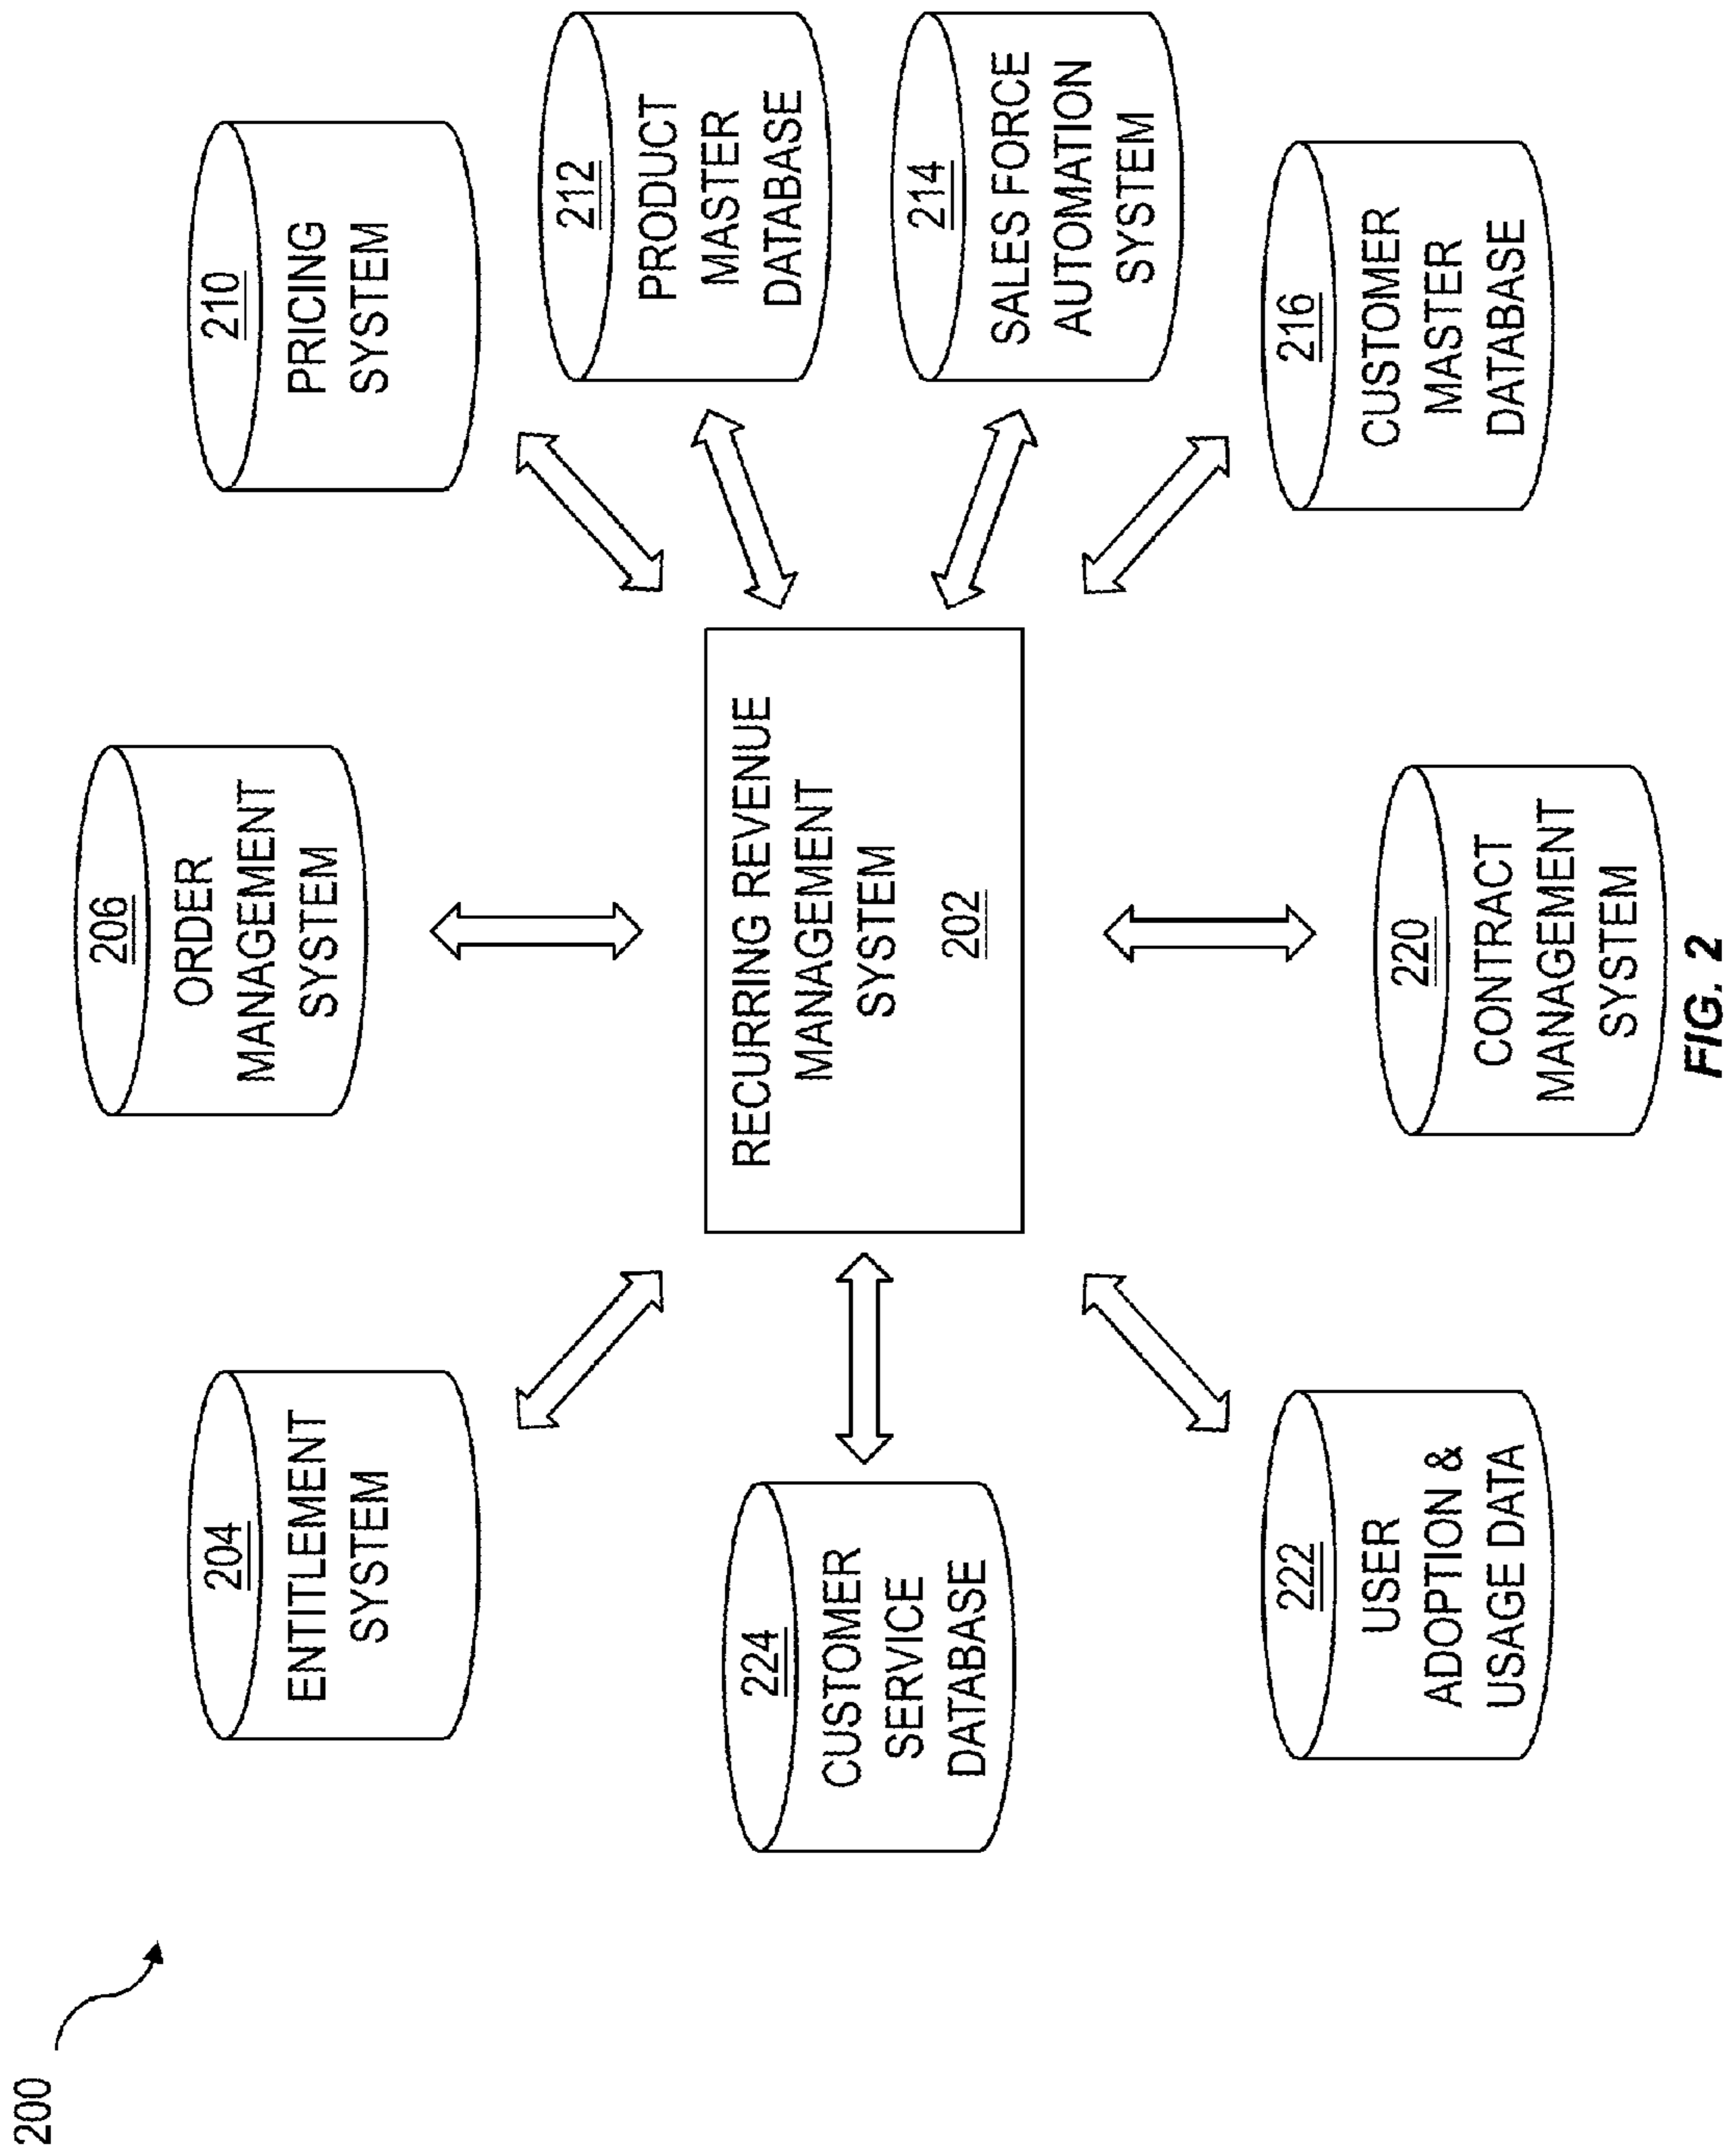 200
204
ENTITLEMENT
SYSTEM
206
ORDER
MANAGEMENT
SYSTEM
210
PRICING
SYSTEM
212
PRODUCT
MASTER
DATABASE
224
CUSTOMER
SERVICE
DATABASE
RECURRING REVENUE
MANAGEMENT
SYSTEM
202
214
SALES FORCE
AUTOMATION
SYSTEM
222
USER
ADOPTION &
USAGE DATA
220
CONTRACT
MANAGEMENT
SYSTEM
216
CUSTOMER
MASTER
DATABASE
FIG. 2